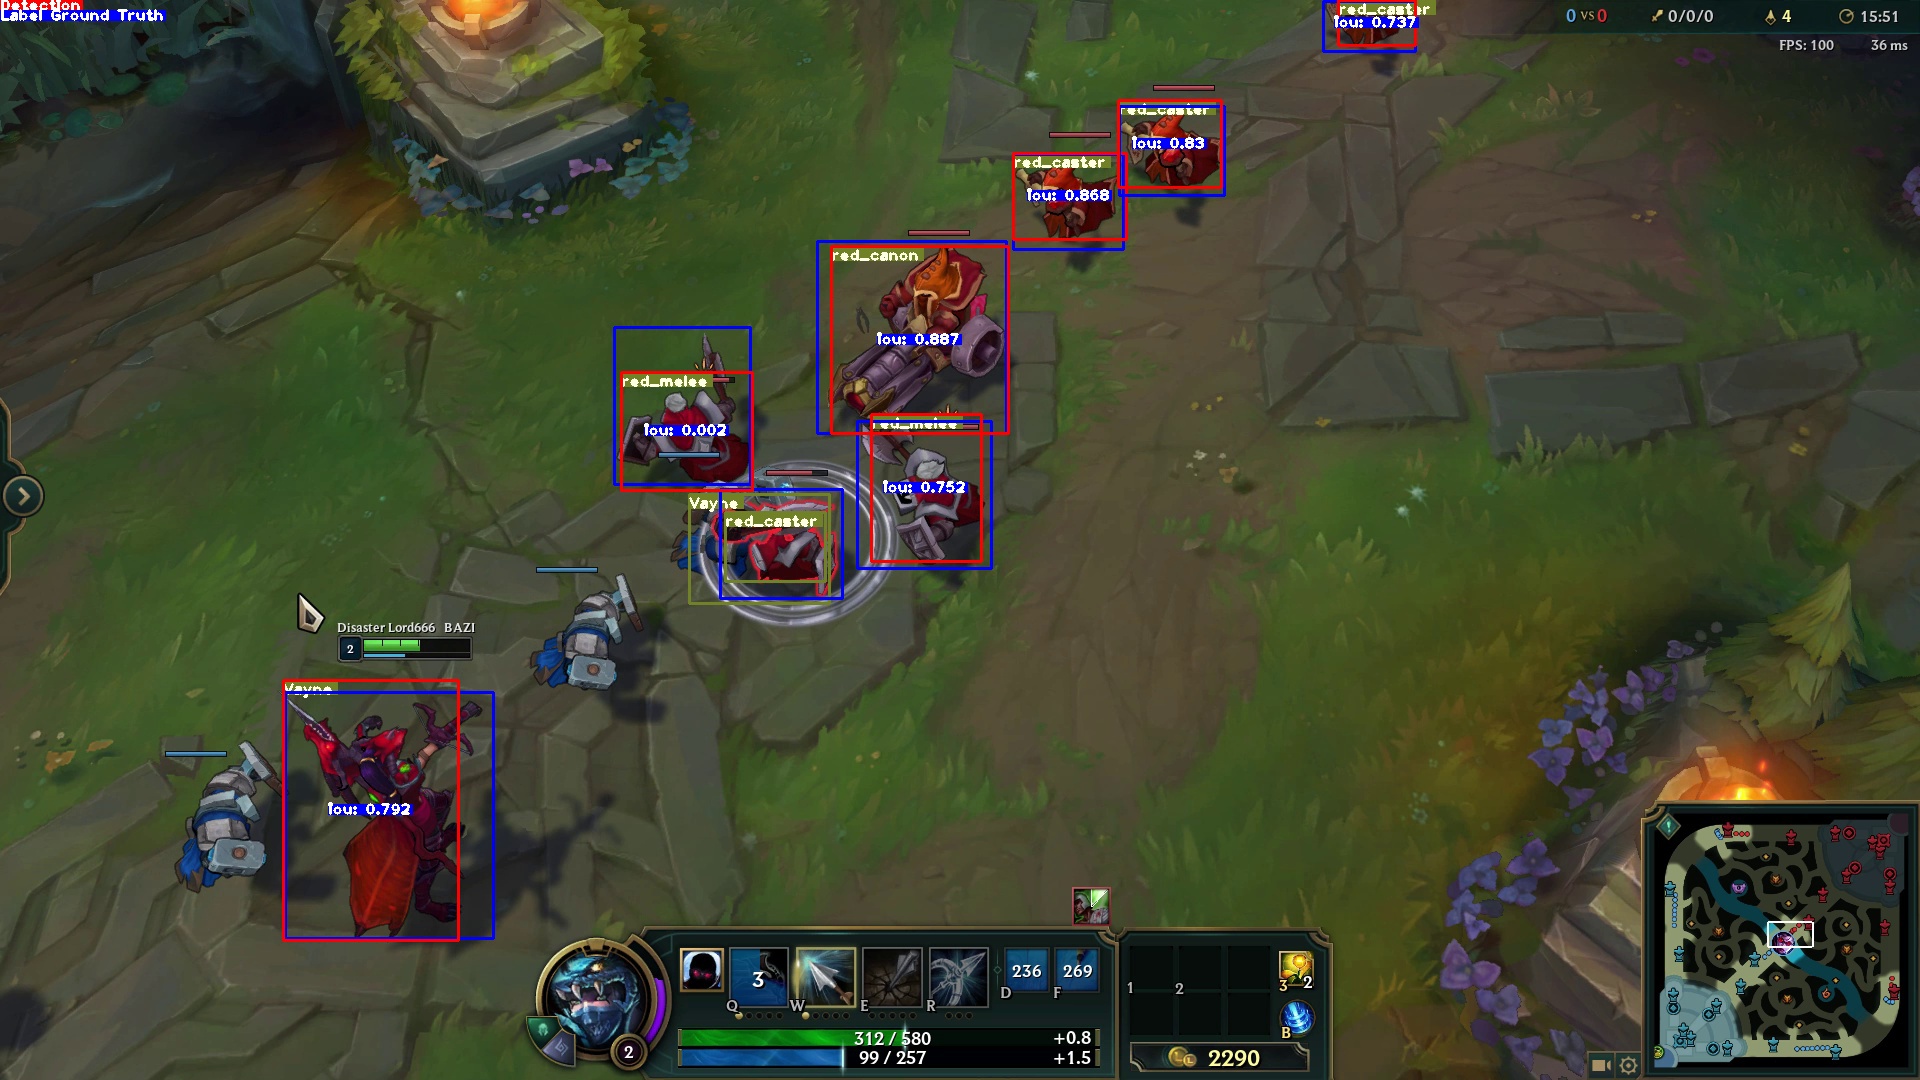 Detection
Label Ground Truth
red_caster
Iou: 0.737
0 VS 0
0/0/0
4
15:51
FPS: 100
36 ms
red_caster
Iou: 0.83
red_caster
Iou: 0.868
red_canon
Iou: 0.887
red_melee
Iou: 0.002
red_melee
Iou: 0.752
Vayne
red_caster
Disaster Lord666 BAZI
2
Vayne
Iou: 0.792
3
Q
W
E
R
236
D
269
F
1
2
3
2
B
2
312 / 580
+0.8
99 / 257
+1.5
2290